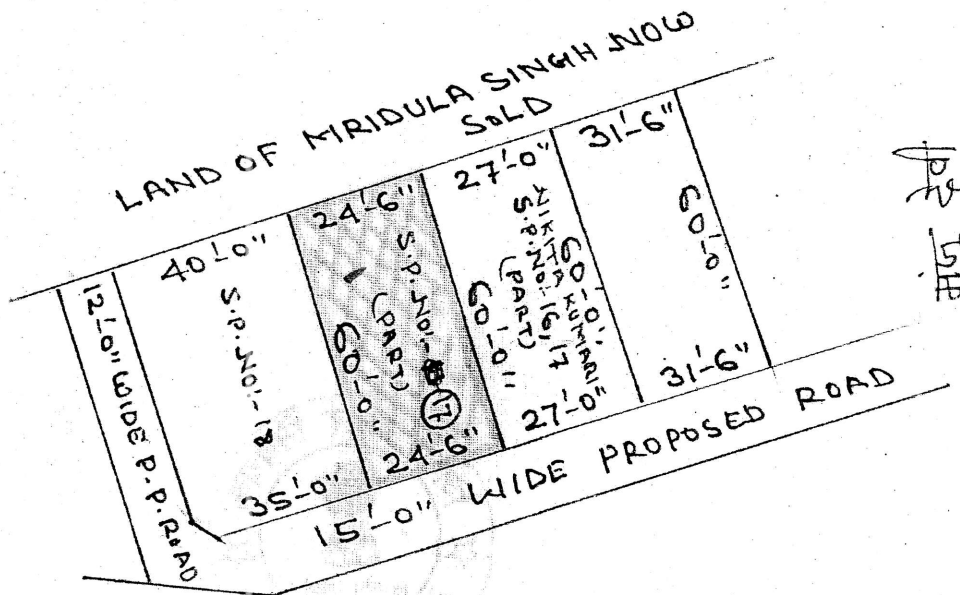 LAND OF MRIDULA SINGH NOW
SOLD
12'-0" WIDE P.P. ROAD
40'-0"
S.P. NO:- 18
35'-0"
24'-6"
60'-0"
S.P. NO:- (17)
(PART)
24'-6"
27'-0"
60'-0"
NIKITA KUMARIE
S.P. NO:- 16, 17
(PART)
60'-0"
27'-0"
31'-6"
60'-0"
31'-6"
15'-0" WIDE PROPOSED ROAD